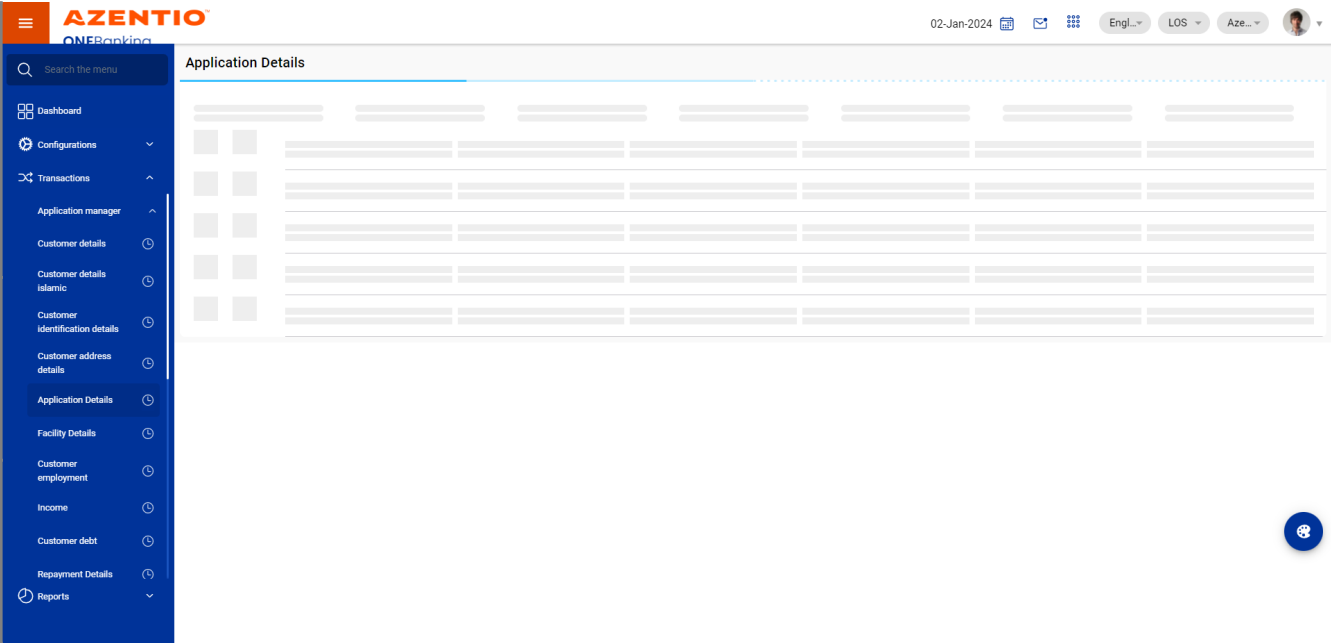 AZENTIO™
ONEBanking
02-Jan-2024
Engl...
LOS
Aze...
Search the menu
Application Details
Dashboard
Configurations
Transactions
Application manager
Customer details
Customer details
islamic
Customer
identification details
Customer address
details
Application Details
Facility Details
Customer
employment
Income
Customer debt
Repayment Details
Reports